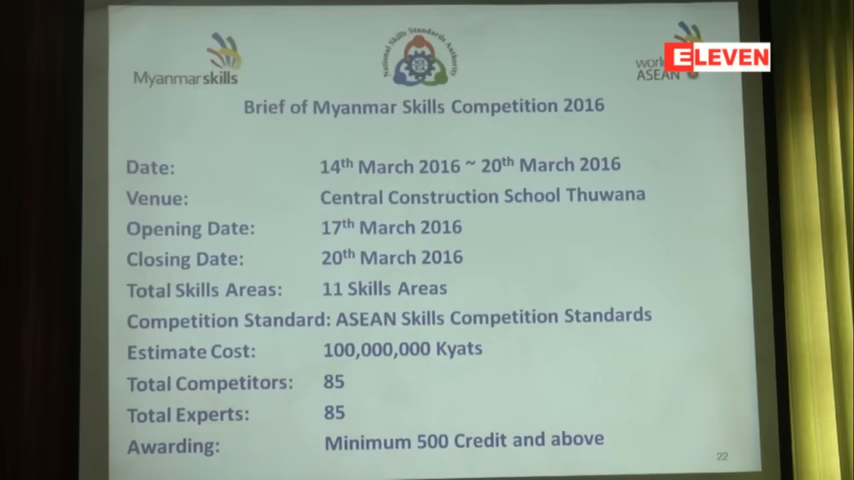 Myanmarskills
National Skills Standards Authority
worl
ASEAN
ELEVEN
Brief of Myanmar Skills Competition 2016
Date: 14th March 2016 ~ 20th March 2016
Venue: Central Construction School Thuwana
Opening Date: 17th March 2016
Closing Date: 20th March 2016
Total Skills Areas: 11 Skills Areas
Competition Standard: ASEAN Skills Competition Standards
Estimate Cost: 100,000,000 Kyats
Total Competitors: 85
Total Experts: 85
Awarding: Minimum 500 Credit and above
22